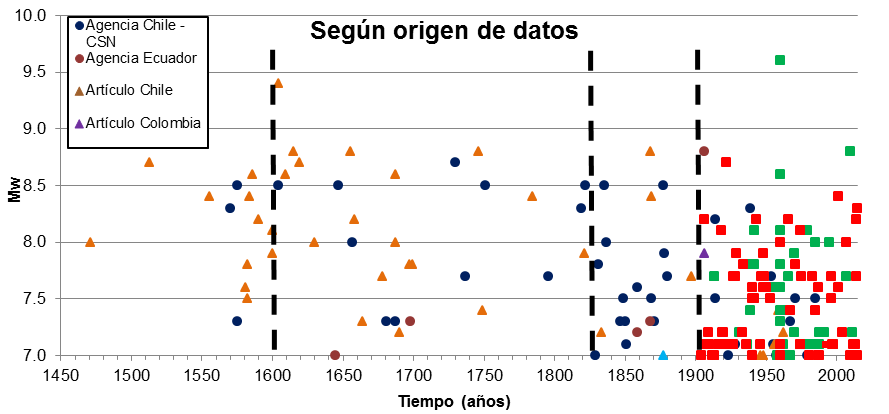 Según origen de datos
Agencia Chile -
CSN
Agencia Ecuador
Artículo Chile
Artículo Colombia
Mw
10.0
9.5
9.0
8.5
8.0
7.5
7.0
1450 1500 1550 1600 1650 1700 1750 1800 1850 1900 1950 2000
Tiempo (años)